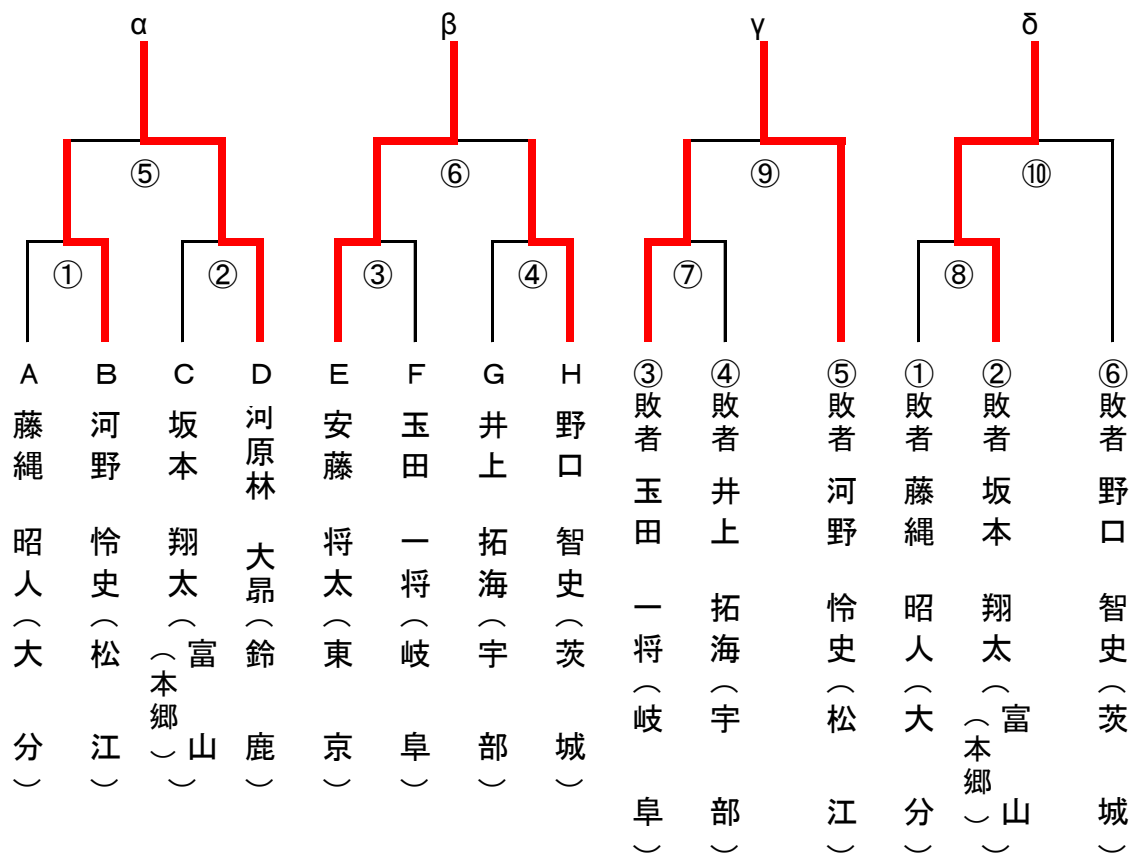 α β γ δ
⑤ ⑥ ⑨ ⑩
① ② ③ ④ ⑦ ⑧
A 藤縄 昭人（大分）
B 河野 怜史（松江）
C 坂本 翔太（富山（本郷））
D 河原林 大昂（鈴鹿）
E 安藤 将太（東京）
F 玉田 一将（岐阜）
G 井上 拓海（宇部）
H 野口 智史（茨城）
③敗者 玉田 一将（岐阜）
④敗者 井上 拓海（宇部）
⑤敗者 河野 怜史（松江）
①敗者 藤縄 昭人（大分）
②敗者 坂本 翔太（富山（本郷））
⑥敗者 野口 智史（茨城）